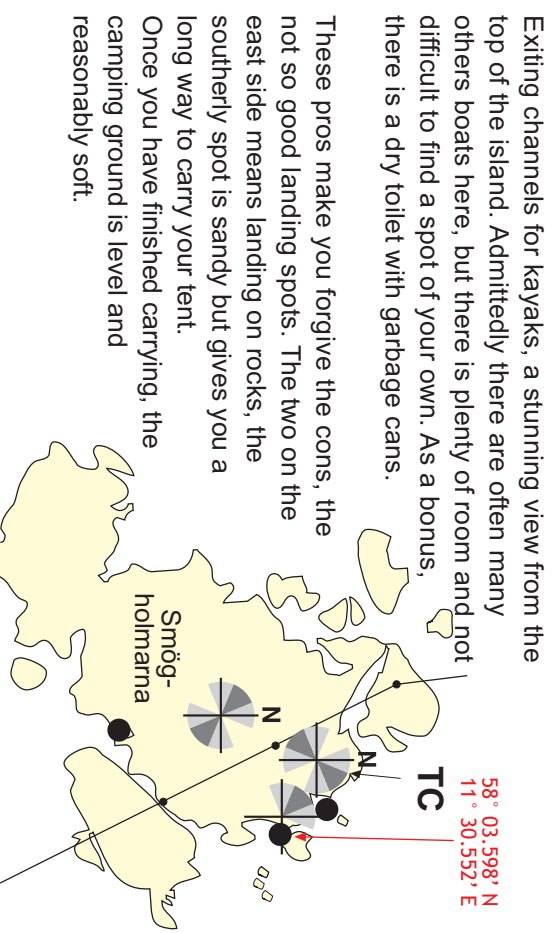 Exiting channels for kayaks, a stunning view from the
top of the island. Admittedly there are often many
others boats here, but there is plenty of room and not
difficult to find a spot of your own. As a bonus,
there is a dry toilet with garbage cans.
These pros make you forgive the cons, the
not so good landing spots. The two on the
east side means landing on rocks, the
southerly spot is sandy but gives you a
long way to carry your tent.
Once you have finished carrying, the
camping ground is level and
reasonably soft.
58° 03.598' N
11° 30.552' E
TC
N
N
Smög-
holmarna